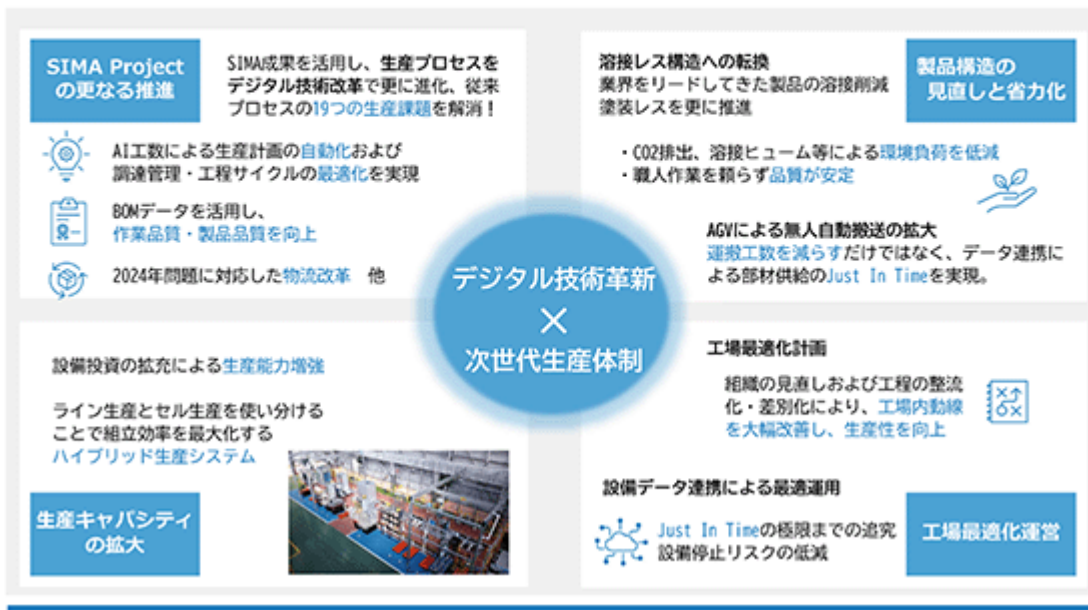 SIMA Project
の更なる推進
SIMA成果を活用し、生産プロセスを
デジタル技術改革で更に進化、従来
プロセスの19つの生産課題を解消！
AI工数による生産計画の自動化および
調達管理・工程サイクルの最適化を実現
BOMデータを活用し、
作業品質・製品品質を向上
2024年問題に対応した物流改革　他
溶接レス構造への転換
業界をリードしてきた製品の溶接削減
塗装レスを更に推進
製品構造の
見直しと省力化
・CO2排出、溶接ヒューム等による環境負荷を低減
・職人作業を頼らず品質が安定
AGVによる無人自動搬送の拡大
運搬工数を減らすだけではなく、データ連携に
よる部材供給のJust In Timeを実現。
デジタル技術革新
×
次世代生産体制
設備投資の拡充による生産能力増強
ライン生産とセル生産を使い分ける
ことで組立効率を最大化する
ハイブリッド生産システム
生産キャパシティ
の拡大
工場最適化計画
組織の見直しおよび工程の整流
化・差別化により、工場内動線
を大幅改善し、生産性を向上
設備データ連携による最適運用
Just In Timeの極限までの追究
設備停止リスクの低減
工場最適化運営